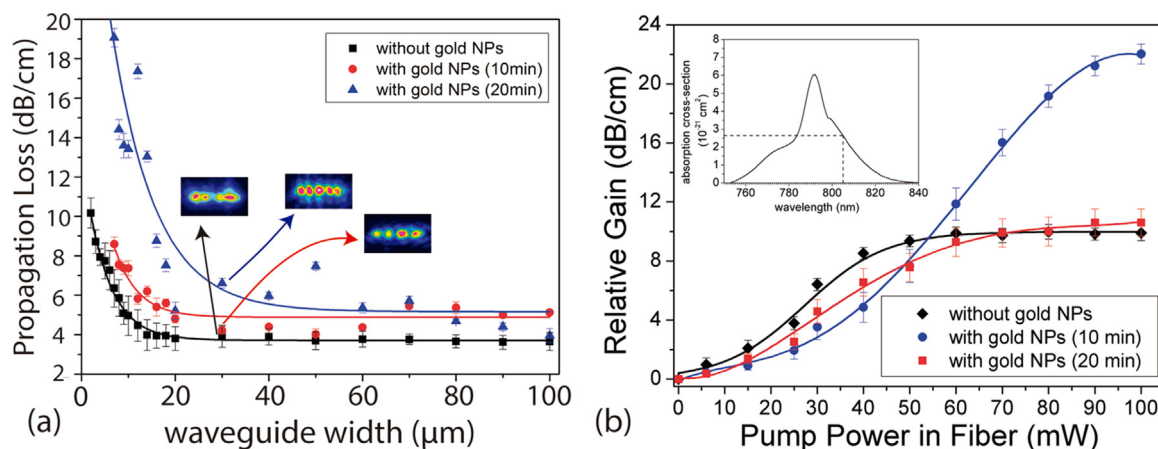 Propagation Loss (dB/cm)
20
18
16
14
12
10
8
6
4
2
without gold NPs
with gold NPs (10min)
with gold NPs (20min)
0 20 40 60 80 100
(a) waveguide width (μm)
Relative Gain (dB/cm)
24
20
16
12
8
4
0
absorption cross-section
(10⁻²¹ cm²)
8
7
6
5
4
3
2
1
0
760 780 800 820 840
wavelength (nm)
without gold NPs
with gold NPs (10 min)
with gold NPs (20 min)
0 10 20 30 40 50 60 70 80 90 100
(b) Pump Power in Fiber (mW)